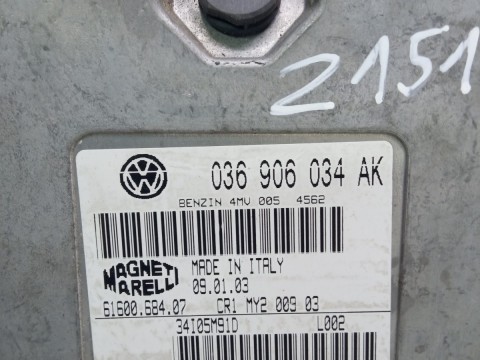 2151
036 906 034 AK
BENZIN 4MV 005 4562
MAGNETI MARELLI
MADE IN ITALY
09.01.03
61600.684.07 CR1 MY2 009 03
34I05M91D L002